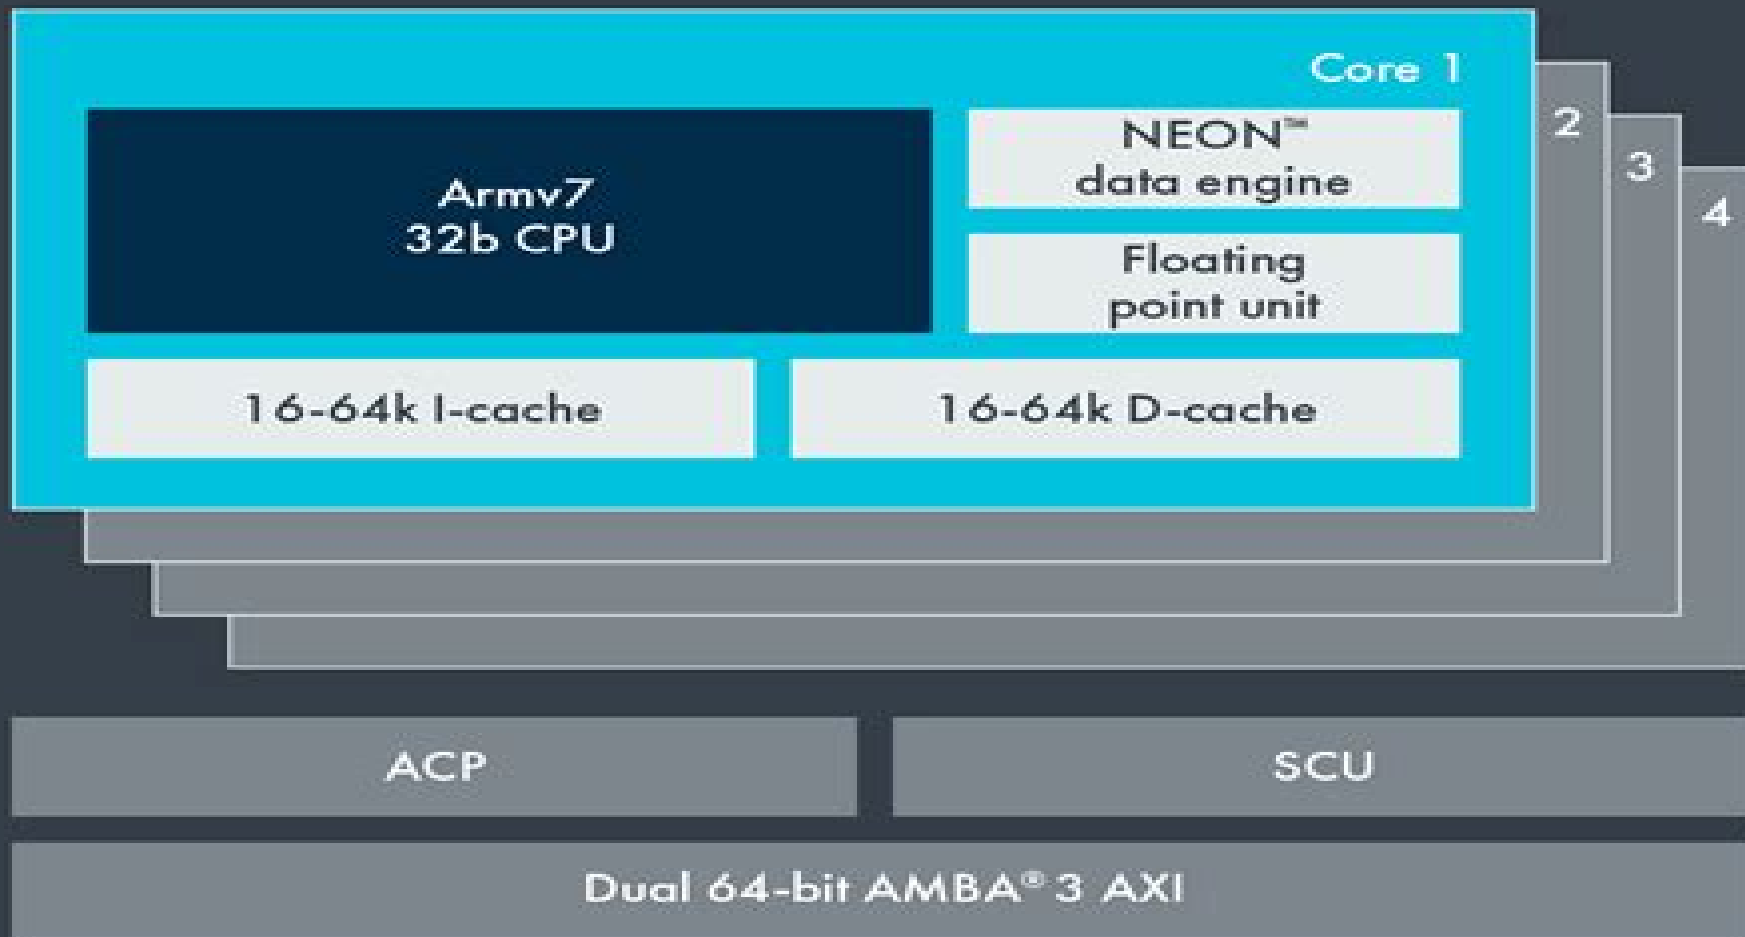 Core 1
2
3
4
Armv7
32b CPU
NEON™
data engine
Floating
point unit
16-64k I-cache
16-64k D-cache
ACP
SCU
Dual 64-bit AMBA® 3 AXI